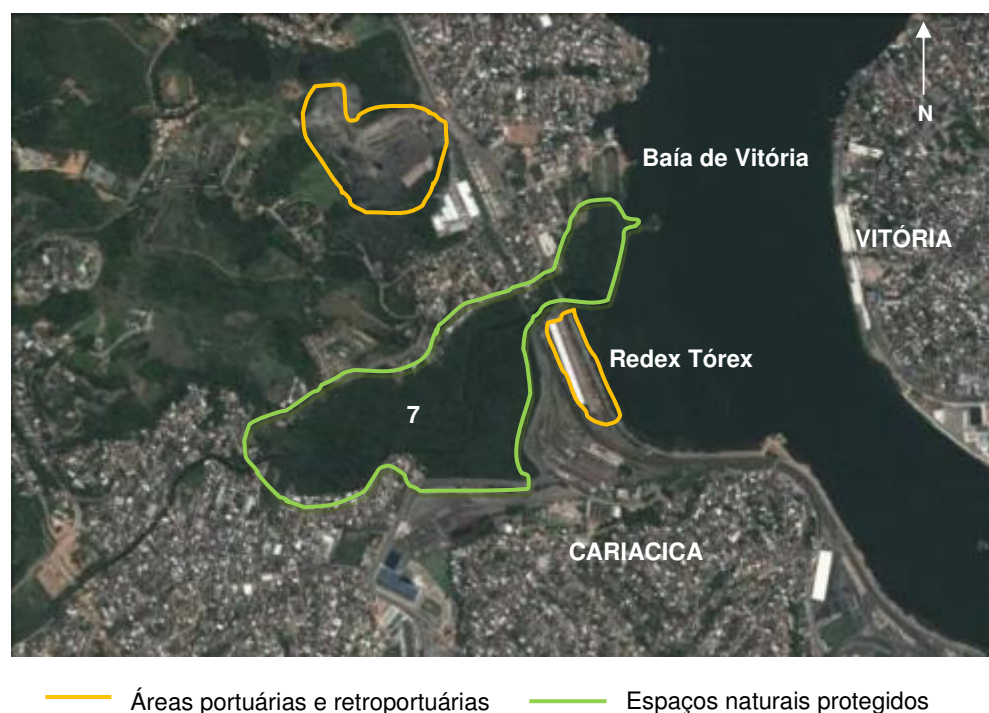 N
Baía de Vitória
VITÓRIA
Redex Tórex
7
CARIACICA
Áreas portuárias e retroportuárias
Espaços naturais protegidos